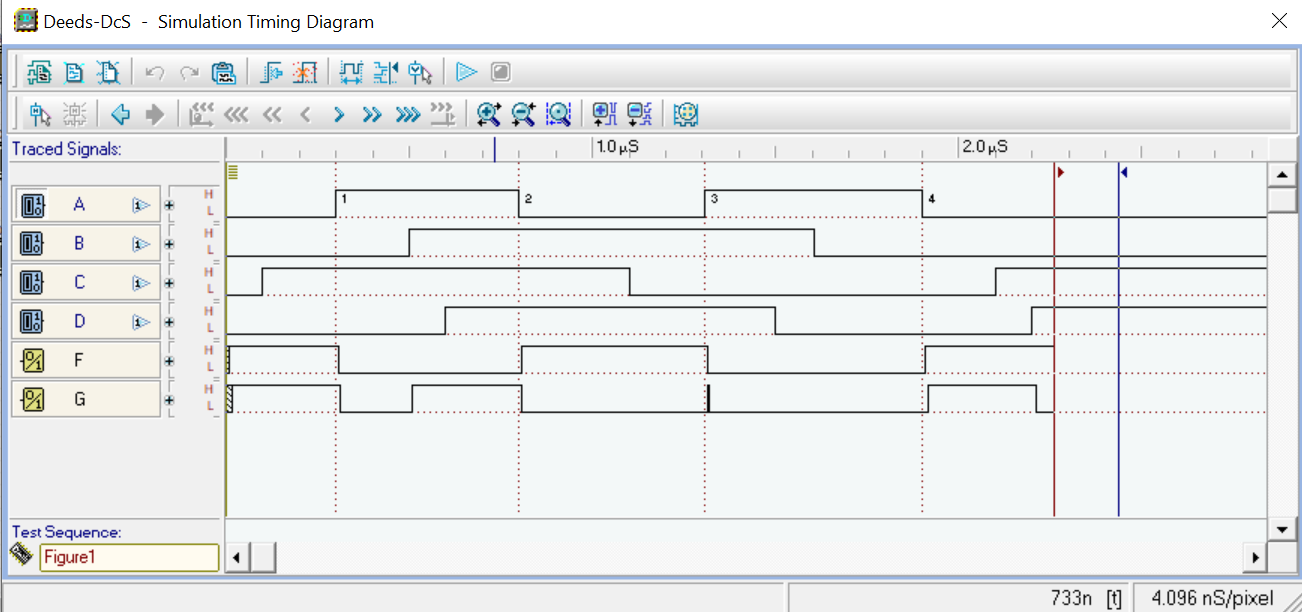 Deeds-DcS - Simulation Timing Diagram
Traced Signals:
1.0 µS
2.0 µS
A
H
L
1
2
3
4
B
H
L
C
H
L
D
H
L
F
H
L
G
H
L
Test Sequence:
Figure1
733n [t]
4.096 nS/pixel